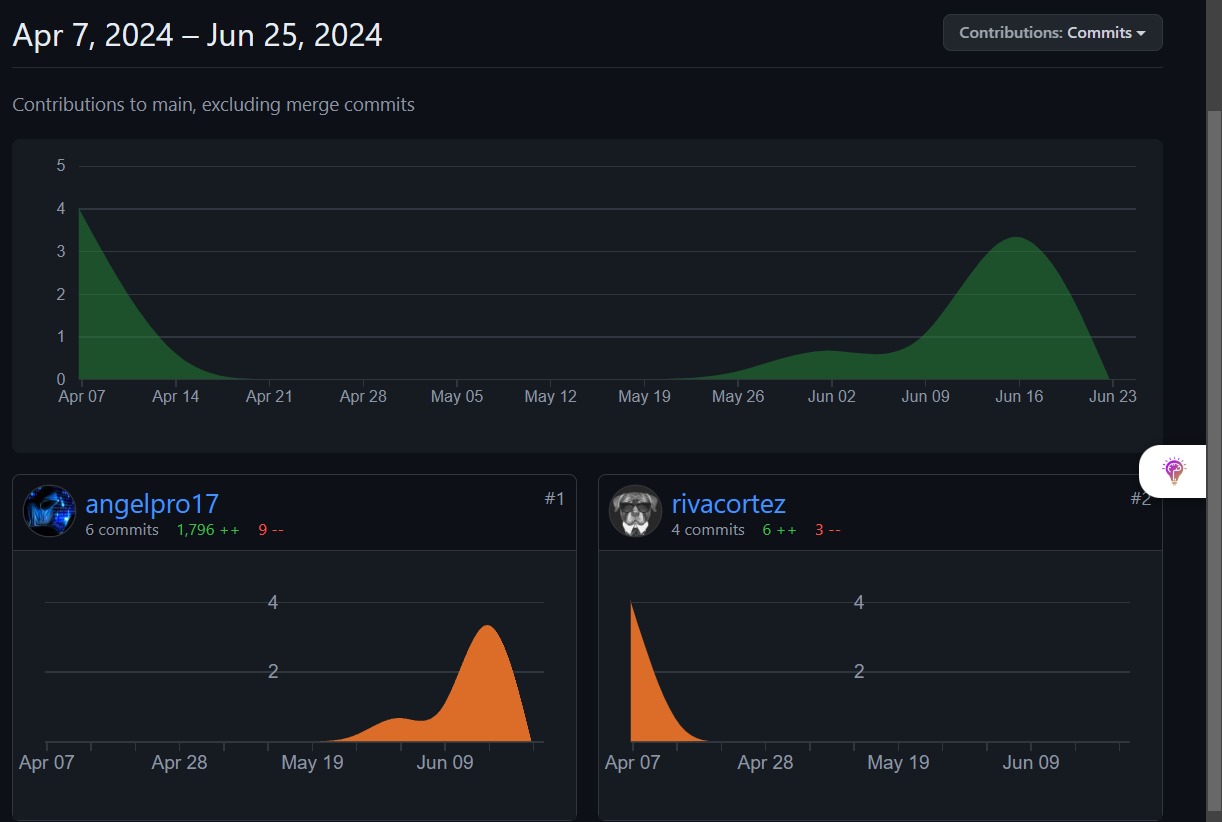 Apr 7, 2024 – Jun 25, 2024
Contributions: Commits
Contributions to main, excluding merge commits
5
4
3
2
1
0
Apr 07 Apr 14 Apr 21 Apr 28 May 05 May 12 May 19 May 26 Jun 02 Jun 09 Jun 16 Jun 23
angelpro17 #1
6 commits 1,796 ++ 9 --
4
2
Apr 07 Apr 28 May 19 Jun 09
rivacortez #2
4 commits 6 ++ 3 --
4
2
Apr 07 Apr 28 May 19 Jun 09